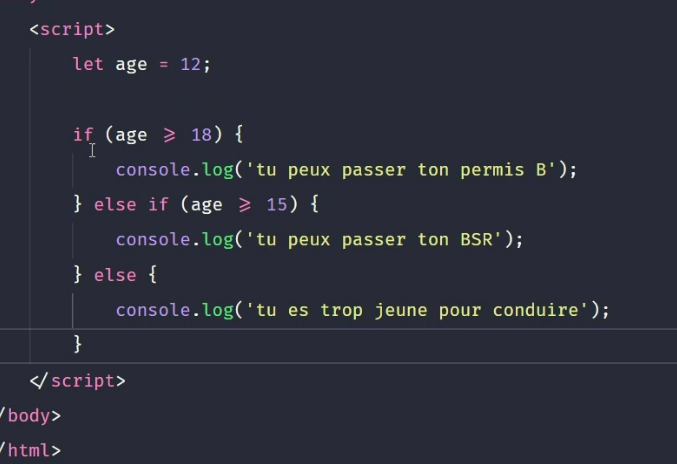 <script>
let age = 12;
if (age >= 18) {
console.log('tu peux passer ton permis B');
} else if (age >= 15) {
console.log('tu peux passer ton BSR');
} else {
console.log('tu es trop jeune pour conduire');
}
</script>
/body>
/html>